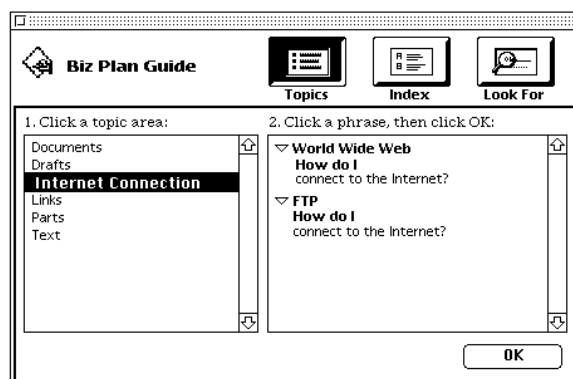 Biz Plan Guide
Topics
Index
Look For
1. Click a topic area:
Documents
Drafts
Internet Connection
Links
Parts
Text
2. Click a phrase, then click OK:
World Wide Web
How do I
connect to the Internet?
FTP
How do I
connect to the Internet?
OK